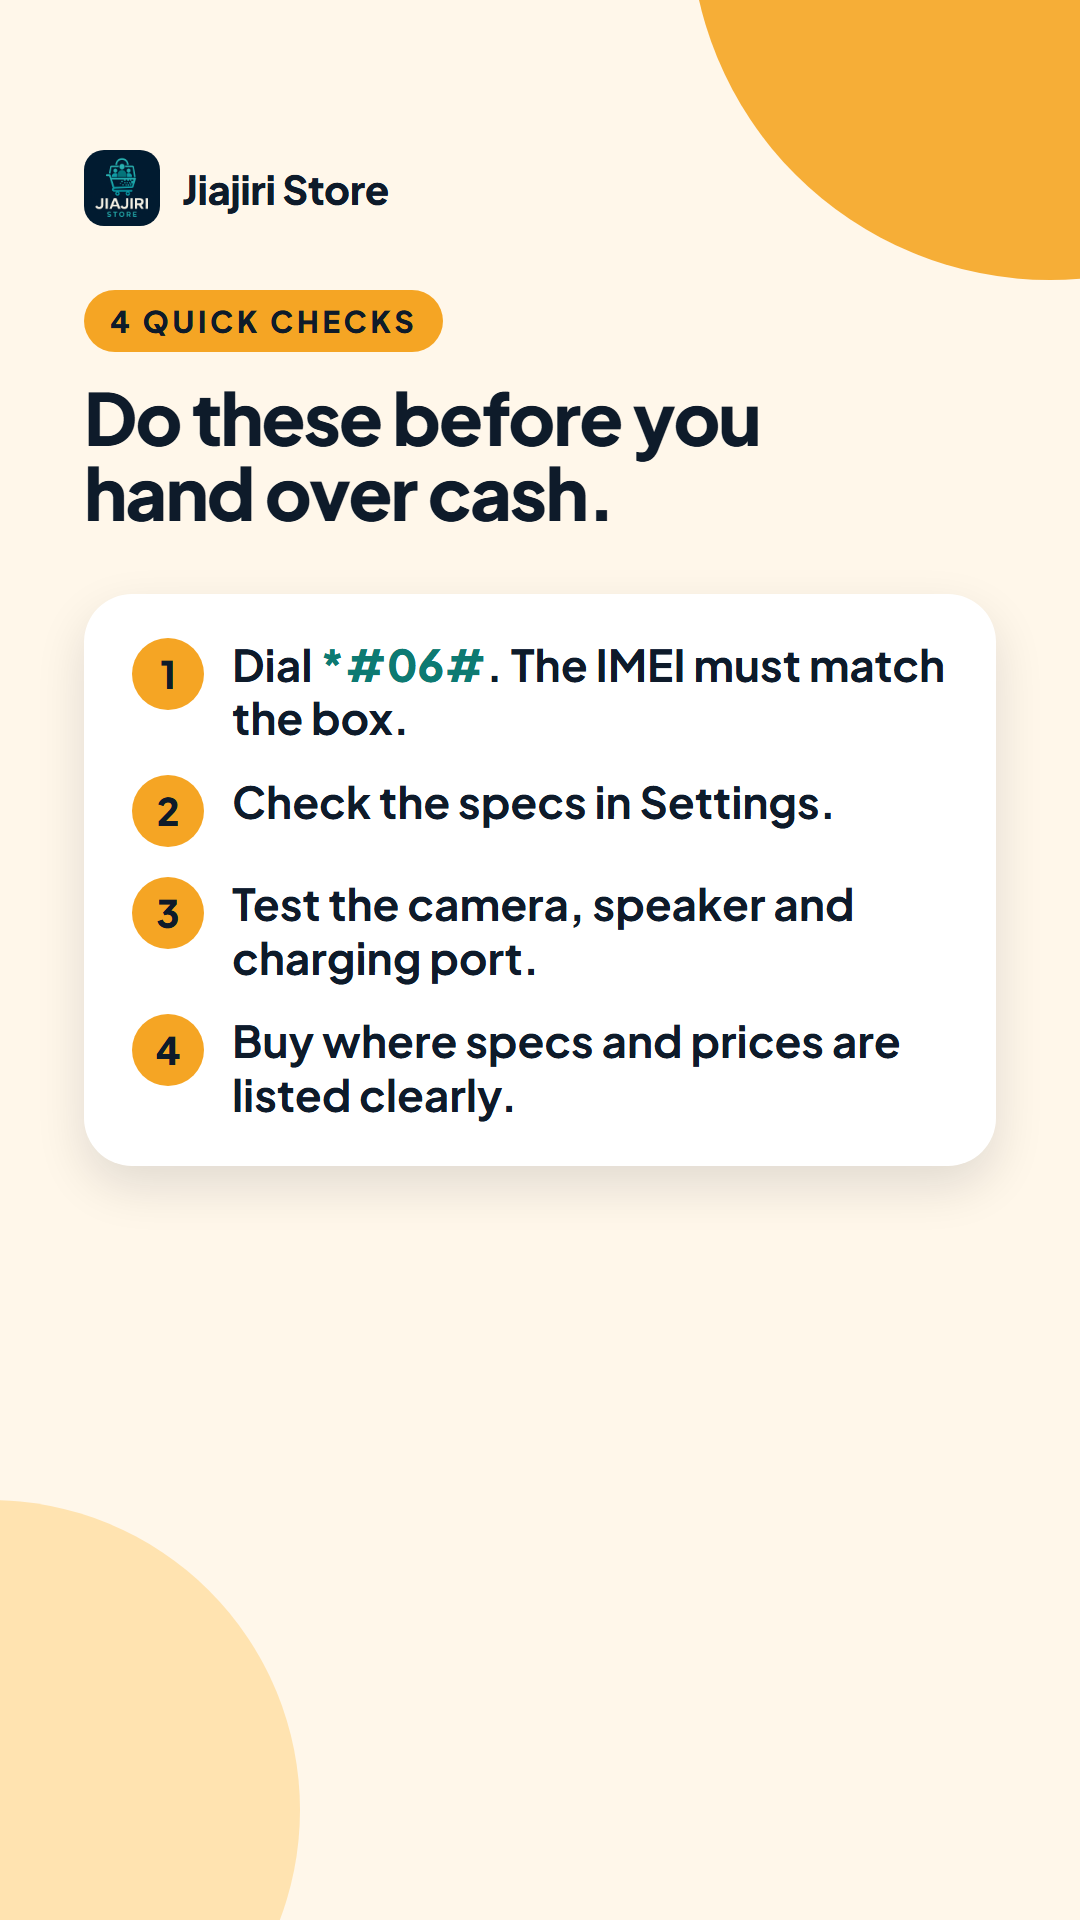 JIAJIRI
STORE
Jiajiri Store
4 QUICK CHECKS
Do these before you
hand over cash.
1
Dial *#06#. The IMEI must match
the box.
2
Check the specs in Settings.
3
Test the camera, speaker and
charging port.
4
Buy where specs and prices are
listed clearly.